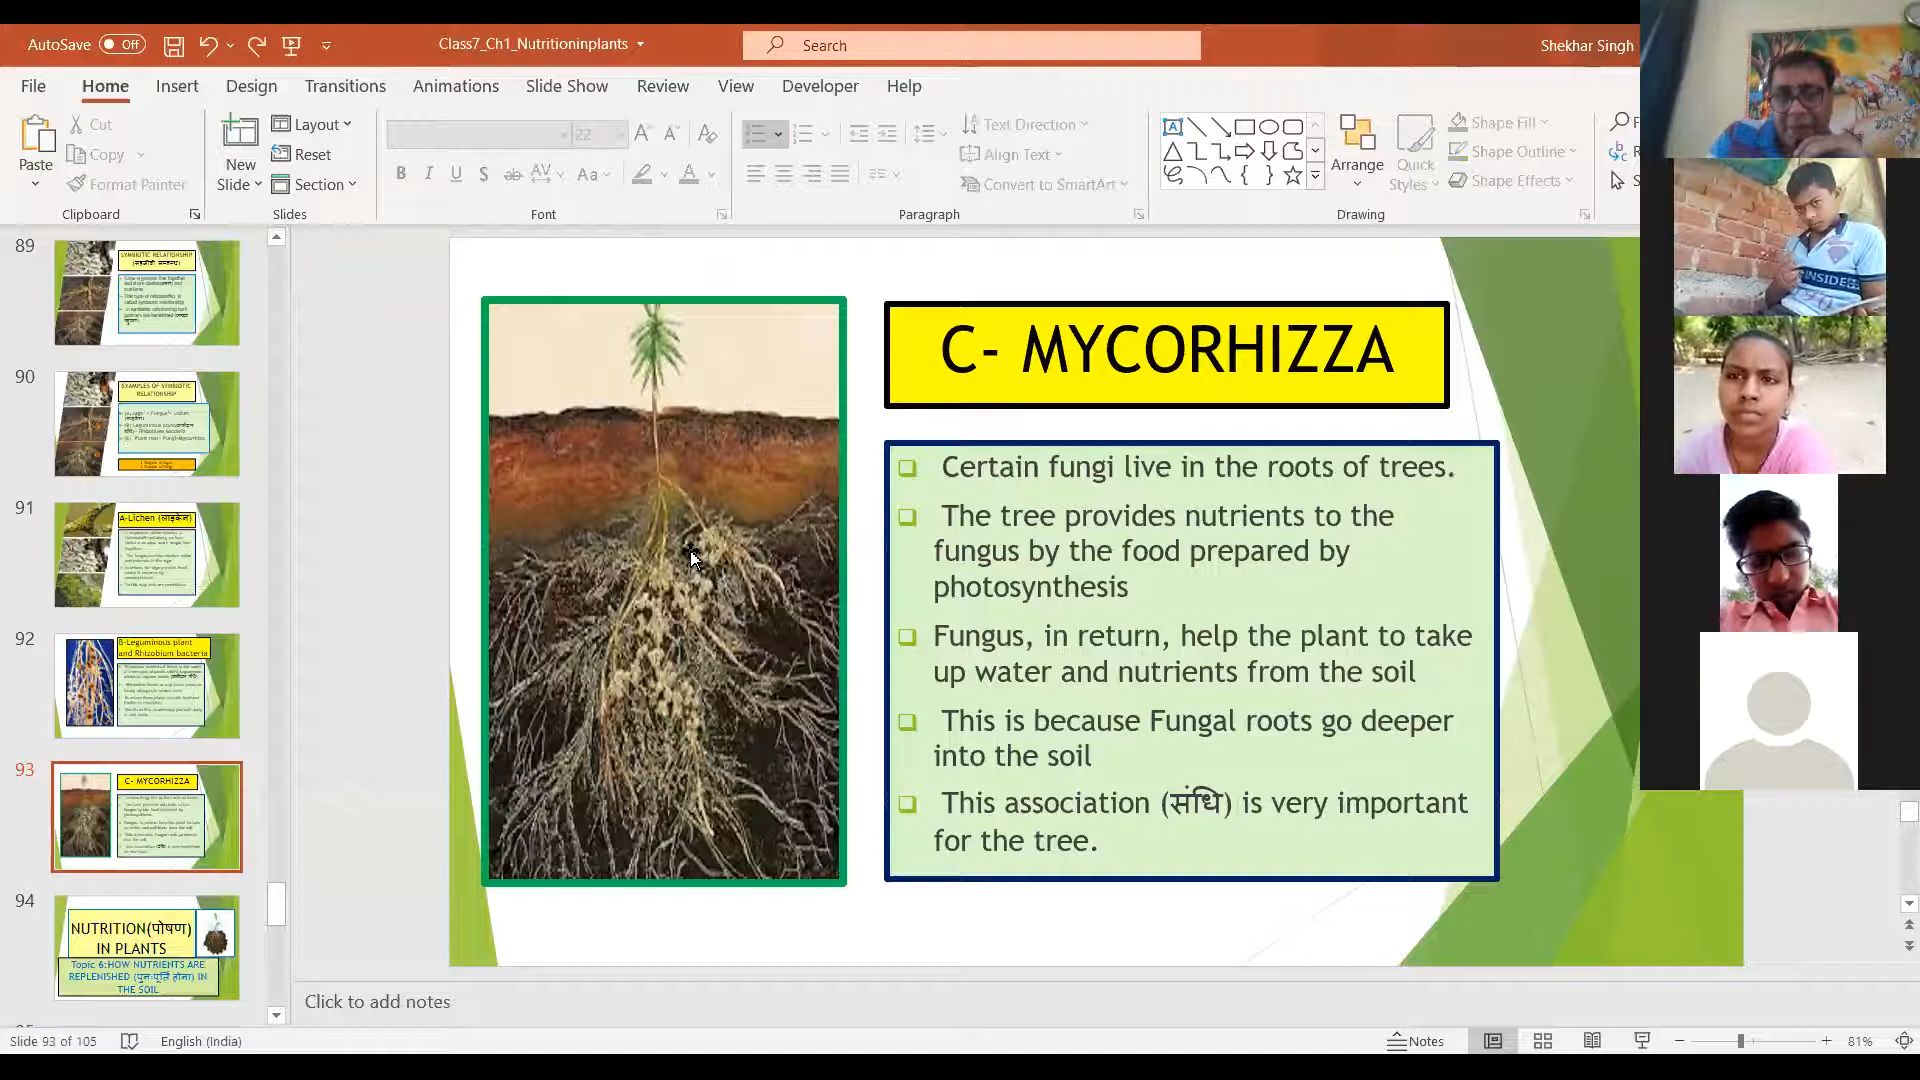 AutoSave Off
Class7_Ch1_Nutritioninplants
Search
Shekhar Singh
File Home Insert Design Transitions Animations Slide Show Review View Developer Help
Paste
Cut
Copy
Format Painter
Clipboard
New
Slide
Layout
Reset
Section
Slides
22
Font
Text Direction
Align Text
Convert to SmartArt
Paragraph
Arrange
Quick
Styles
Shape Fill
Shape Outline
Shape Effects
Drawing
89
SYMBIOTIC RELATIONSHIP
90
EXAMPLES OF SYMBIOTIC
RELATIONSHIP
91
A-Lichen (लाइकेन)
92
B-Leguminous plant
and Rhizobium bacteria
93
C- MYCORHIZZA
94
NUTRITION(पोषण)
IN PLANTS
Topic 6:HOW NUTRIENTS ARE
REPLENISHED (पुनःपूर्ति होना) IN
THE SOIL
C- MYCORHIZZA
Certain fungi live in the roots of trees.
The tree provides nutrients to the
fungus by the food prepared by
photosynthesis
Fungus, in return, help the plant to take
up water and nutrients from the soil
This is because Fungal roots go deeper
into the soil
This association (संधि) is very important
for the tree.
INSIDE
Click to add notes
Slide 93 of 105
English (India)
Notes
81%